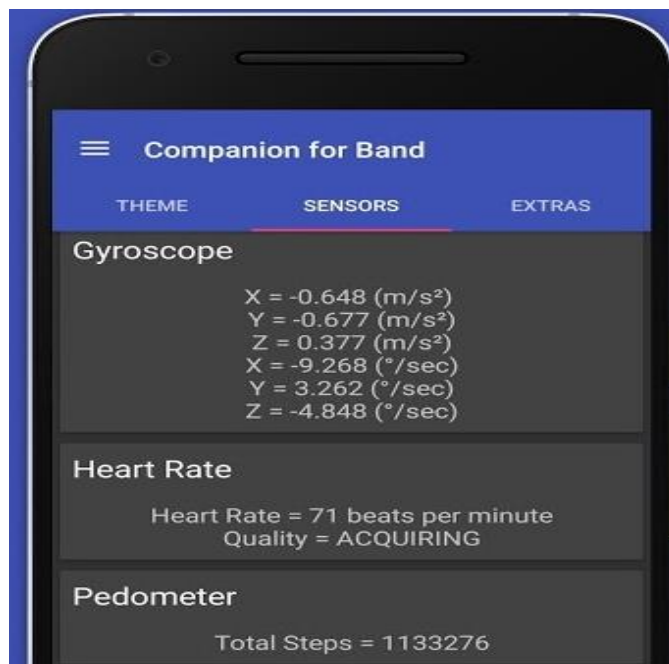 Companion for Band
THEME SENSORS EXTRAS
Gyroscope
X = -0.648 (m/s²)
Y = -0.677 (m/s²)
Z = 0.377 (m/s²)
X = -9.268 (°/sec)
Y = 3.262 (°/sec)
Z = -4.848 (°/sec)
Heart Rate
Heart Rate = 71 beats per minute
Quality = ACQUIRING
Pedometer
Total Steps = 1133276